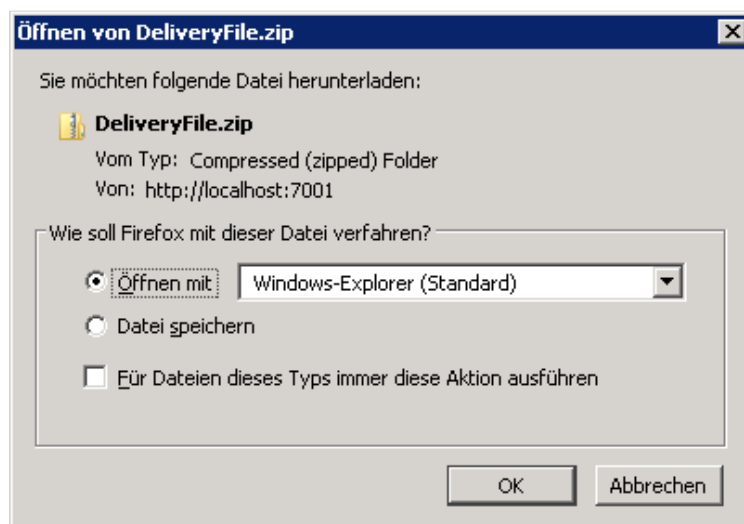 Öffnen von DeliveryFile.zip
Sie möchten folgende Datei herunterladen:
DeliveryFile.zip
Vom Typ: Compressed (zipped) Folder
Von: http://localhost:7001
Wie soll Firefox mit dieser Datei verfahren?
Öffnen mit Windows-Explorer (Standard)
Datei speichern
Für Dateien dieses Typs immer diese Aktion ausführen
OK Abbrechen